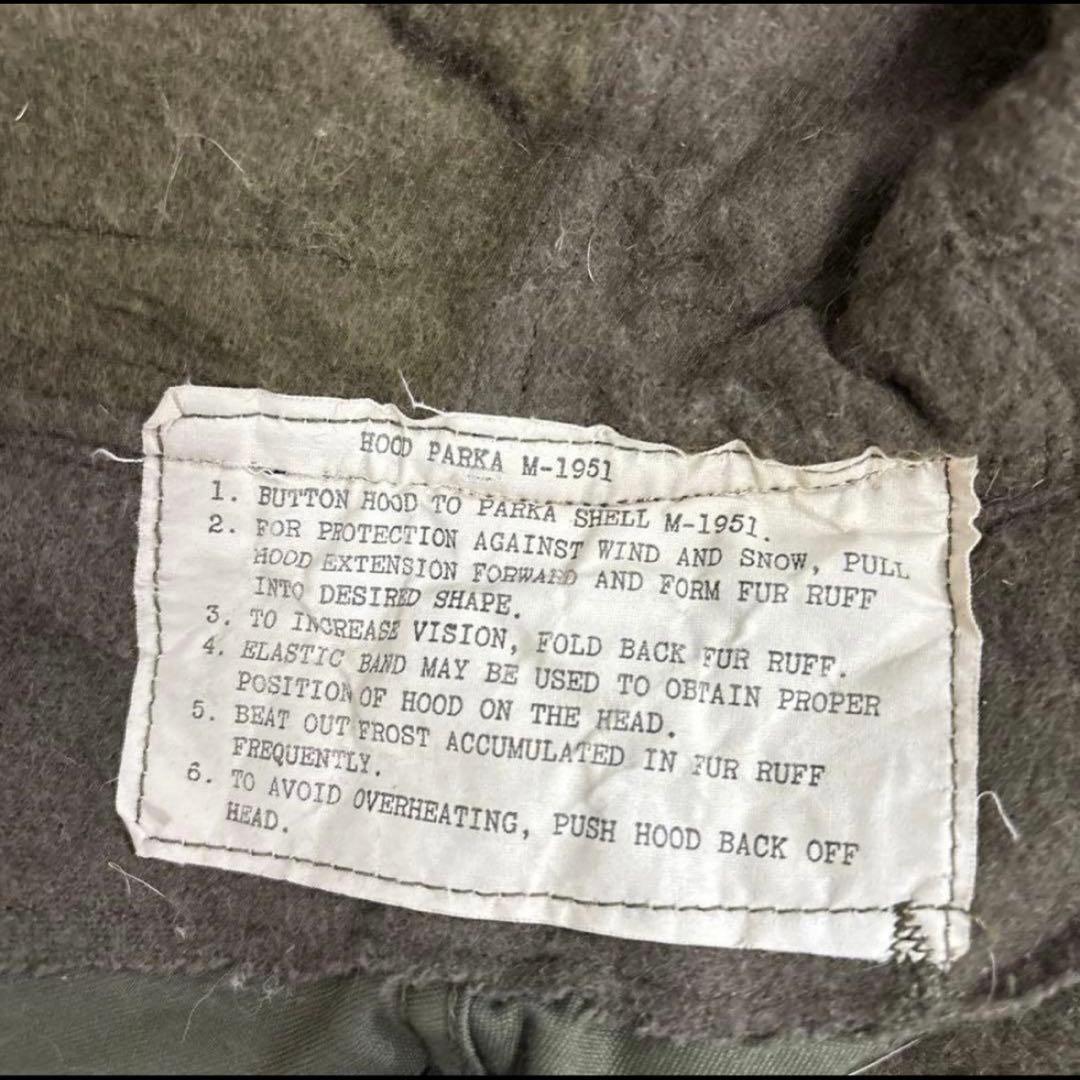 HOOD PARKA M-1951
1. BUTTON HOOD TO PARKA SHELL M-1951.
2. FOR PROTECTION AGAINST WIND AND SNOW, PULL
HOOD EXTENSION FORWARD AND FORM FUR RUFF
INTO DESIRED SHAPE.
3. TO INCREASE VISION, FOLD BACK FUR RUFF.
4. ELASTIC BAND MAY BE USED TO OBTAIN PROPER
POSITION OF HOOD ON THE HEAD.
5. BEAT OUT FROST ACCUMULATED IN FUR RUFF
FREQUENTLY.
6. TO AVOID OVERHEATING, PUSH HOOD BACK OFF
HEAD.